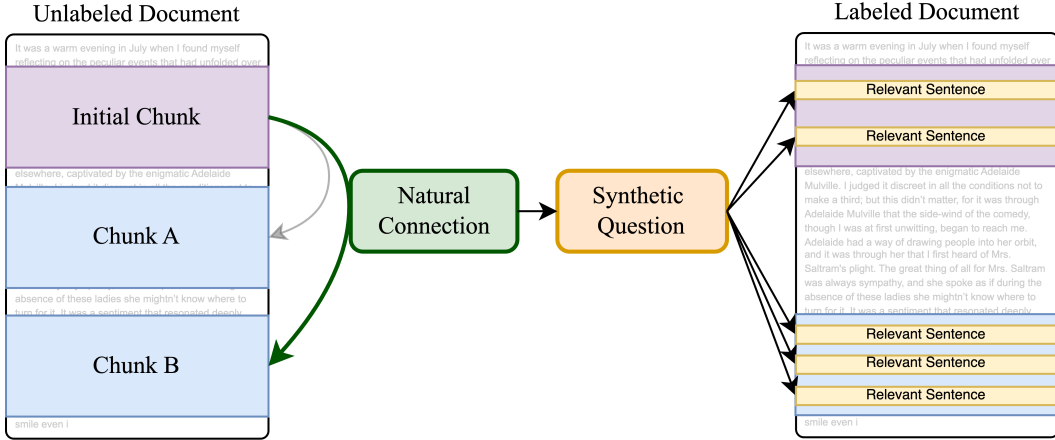 Unlabeled Document
It was a warm evening in July when I found myself
reflecting on the peculiar events that had unfolded over
Initial Chunk
elsewhere, captivated by the enigmatic Adelaide
Chunk A
absence of these ladies she mightn't know where to
turn for it. It was a sentiment that resonated deeply
Chunk B
smile even i
Natural
Connection
Synthetic
Question
Labeled Document
It was a warm evening in July when I found myself
reflecting on the peculiar events that had unfolded over
Relevant Sentence
Relevant Sentence
elsewhere, captivated by the enigmatic Adelaide
Mulville. I judged it discreet in all the conditions not to
make a third; but this didn't matter, for it was through
Adelaide Mulville that the side-wind of the comedy,
though I was at first unwitting, began to reach me.
Adelaide had a way of drawing people into her orbit,
and it was through her that I first heard of Mrs.
Saltram's plight. The great thing of all for Mrs. Saltram
was always sympathy, and she spoke as if during the
absence of these ladies she mightn't know where to
turn for it. It was a sentiment that resonated deeply
Relevant Sentence
Relevant Sentence
Relevant Sentence
smile even i